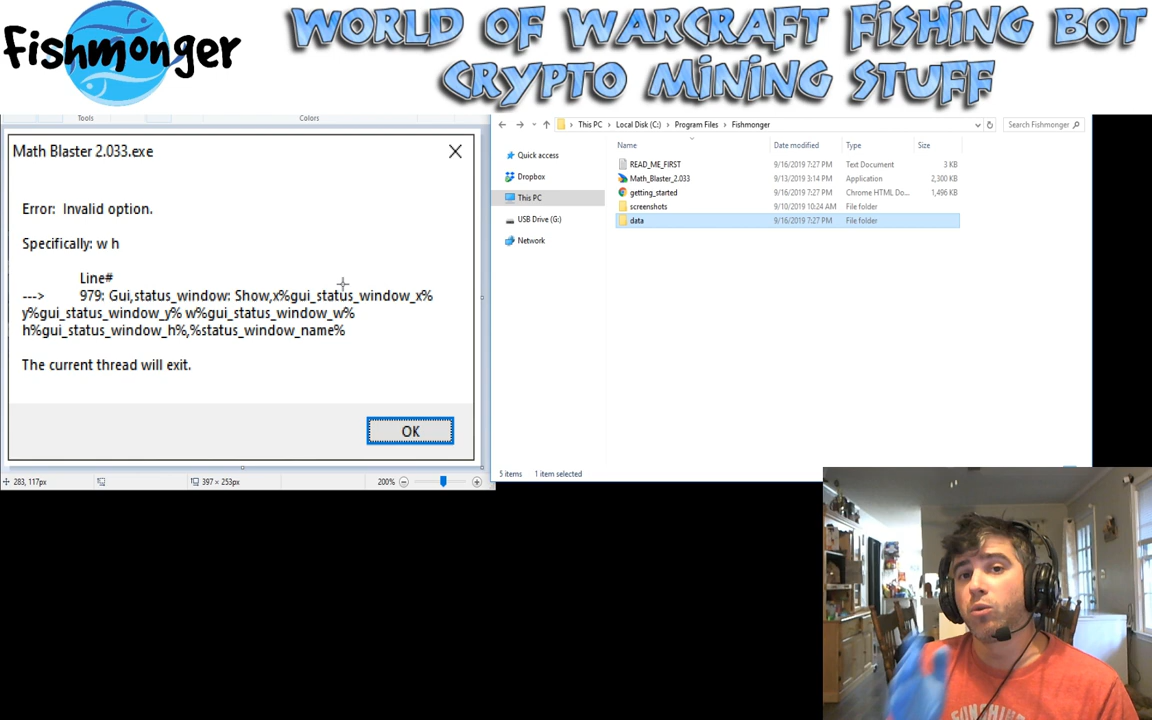 Fishmonger
WORLD OF WARCRAFT FISHING BOT
CRYPTO MINING STUFF
Tools
Colors
Math Blaster 2.033.exe
Error: Invalid option.
Specifically: w h
Line#
---> 979: Gui,status_window: Show,x%gui_status_window_x%
y%gui_status_window_y% w%gui_status_window_w%
h%gui_status_window_h%,%status_window_name%
The current thread will exit.
OK
283, 117px
397 × 253px
200%
This PC > Local Disk (C:) > Program Files > Fishmonger
Search Fishmonger
Name Date modified Type Size
Quick access
Dropbox
This PC
USB Drive (G:)
Network
READ_ME_FIRST 9/16/2019 7:27 PM Text Document 3 KB
Math_Blaster_2.033 9/13/2019 3:14 PM Application 2,300 KB
getting_started 9/16/2019 7:27 PM Chrome HTML Do... 1,496 KB
screenshots 9/10/2019 10:24 AM File folder
data 9/16/2019 7:27 PM File folder
5 items 1 item selected